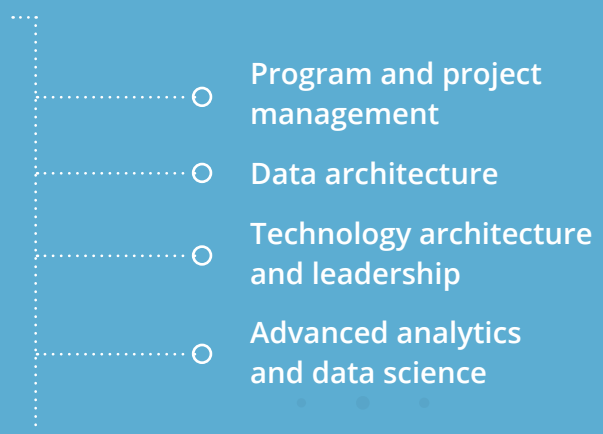 Program and project
management
Data architecture
Technology architecture
and leadership
Advanced analytics
and data science